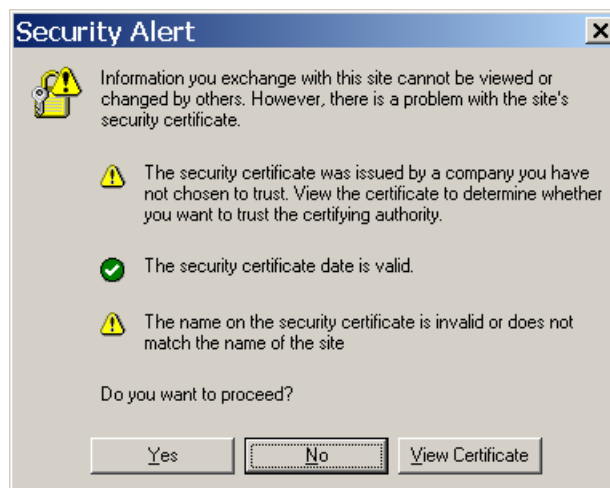 Security Alert
Information you exchange with this site cannot be viewed or
changed by others. However, there is a problem with the site's
security certificate.
The security certificate was issued by a company you have
not chosen to trust. View the certificate to determine whether
you want to trust the certifying authority.
The security certificate date is valid.
The name on the security certificate is invalid or does not
match the name of the site
Do you want to proceed?
Yes
No
View Certificate